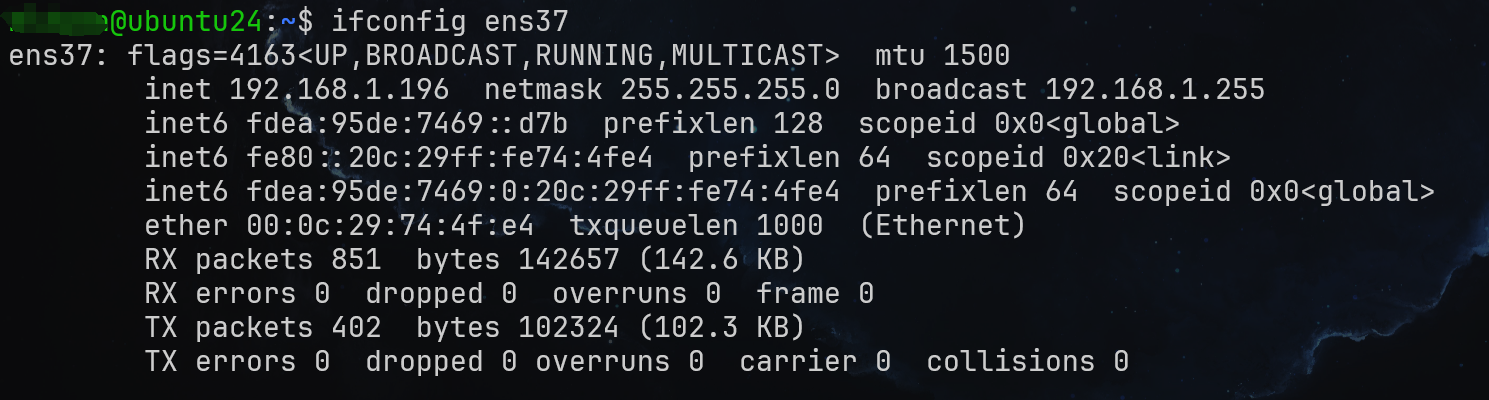 @ubuntu24:~$ ifconfig ens37
ens37: flags=4163<UP,BROADCAST,RUNNING,MULTICAST>  mtu 1500
        inet 192.168.1.196  netmask 255.255.255.0  broadcast 192.168.1.255
        inet6 fdea:95de:7469::d7b  prefixlen 128  scopeid 0x0<global>
        inet6 fe80::20c:29ff:fe74:4fe4  prefixlen 64  scopeid 0x20<link>
        inet6 fdea:95de:7469:0:20c:29ff:fe74:4fe4  prefixlen 64  scopeid 0x0<global>
        ether 00:0c:29:74:4f:e4  txqueuelen 1000  (Ethernet)
        RX packets 851  bytes 142657 (142.6 KB)
        RX errors 0  dropped 0  overruns 0  frame 0
        TX packets 402  bytes 102324 (102.3 KB)
        TX errors 0  dropped 0 overruns 0  carrier 0  collisions 0